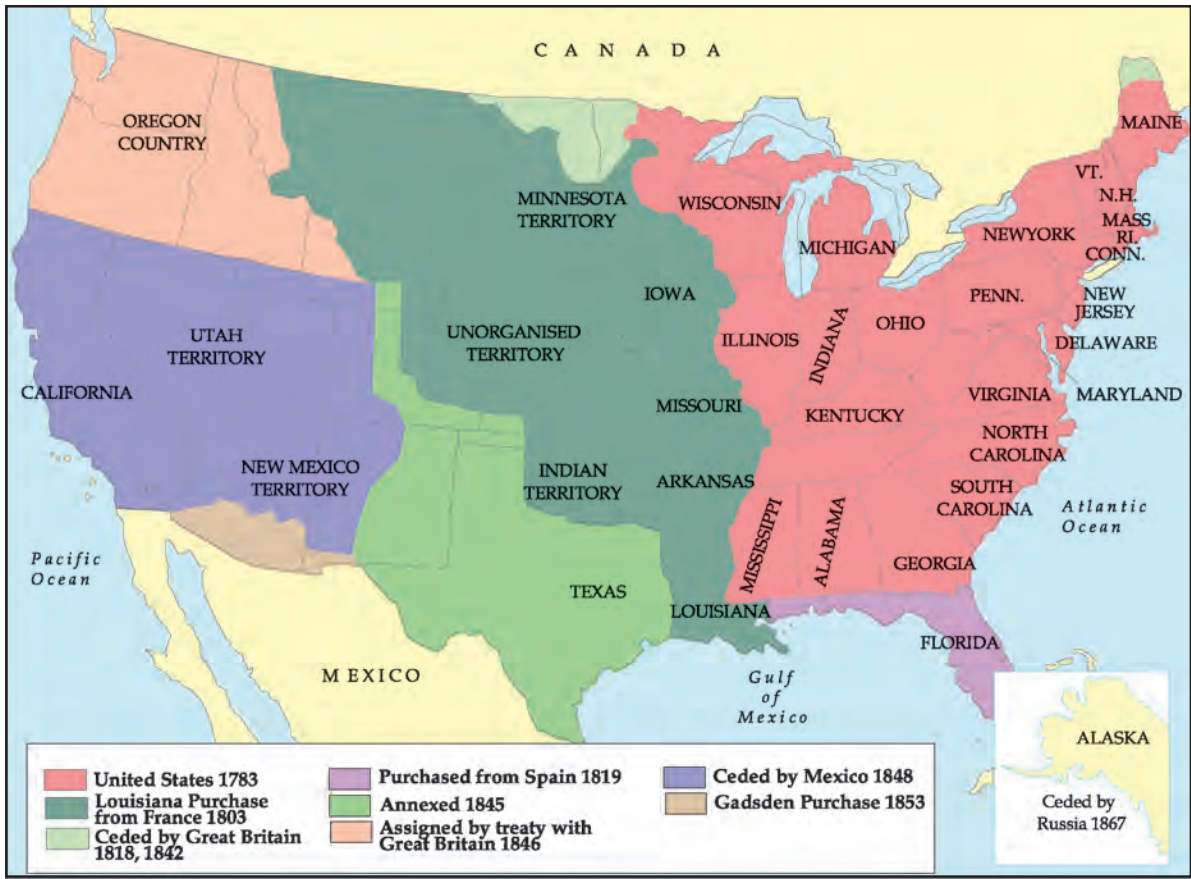 CANADA
OREGON
COUNTRY
MAINE
VT.
N.H.
MASS
RI.
CONN.
MINNESOTA
TERRITORY
WISCONSIN
MICHIGAN
NEWYORK
IOWA
PENN.
NEW
JERSEY
UTAH
TERRITORY
UNORGANISED
TERRITORY
ILLINOIS
INDIANA
OHIO
DELAWARE
CALIFORNIA
MISSOURI
KENTUCKY
VIRGINIA
MARYLAND
NORTH
CAROLINA
NEW MEXICO
TERRITORY
INDIAN
TERRITORY
ARKANSAS
SOUTH
CAROLINA
Atlantic
Ocean
Pacific
Ocean
MISSISSIPPI
ALABAMA
GEORGIA
TEXAS
LOUISIANA
FLORIDA
MEXICO
Gulf
of
Mexico
ALASKA
Ceded by
Russia 1867
United States 1783
Louisiana Purchase
from France 1803
Ceded by Great Britain
1818, 1842
Purchased from Spain 1819
Annexed 1845
Assigned by treaty with
Great Britain 1846
Ceded by Mexico 1848
Gadsden Purchase 1853